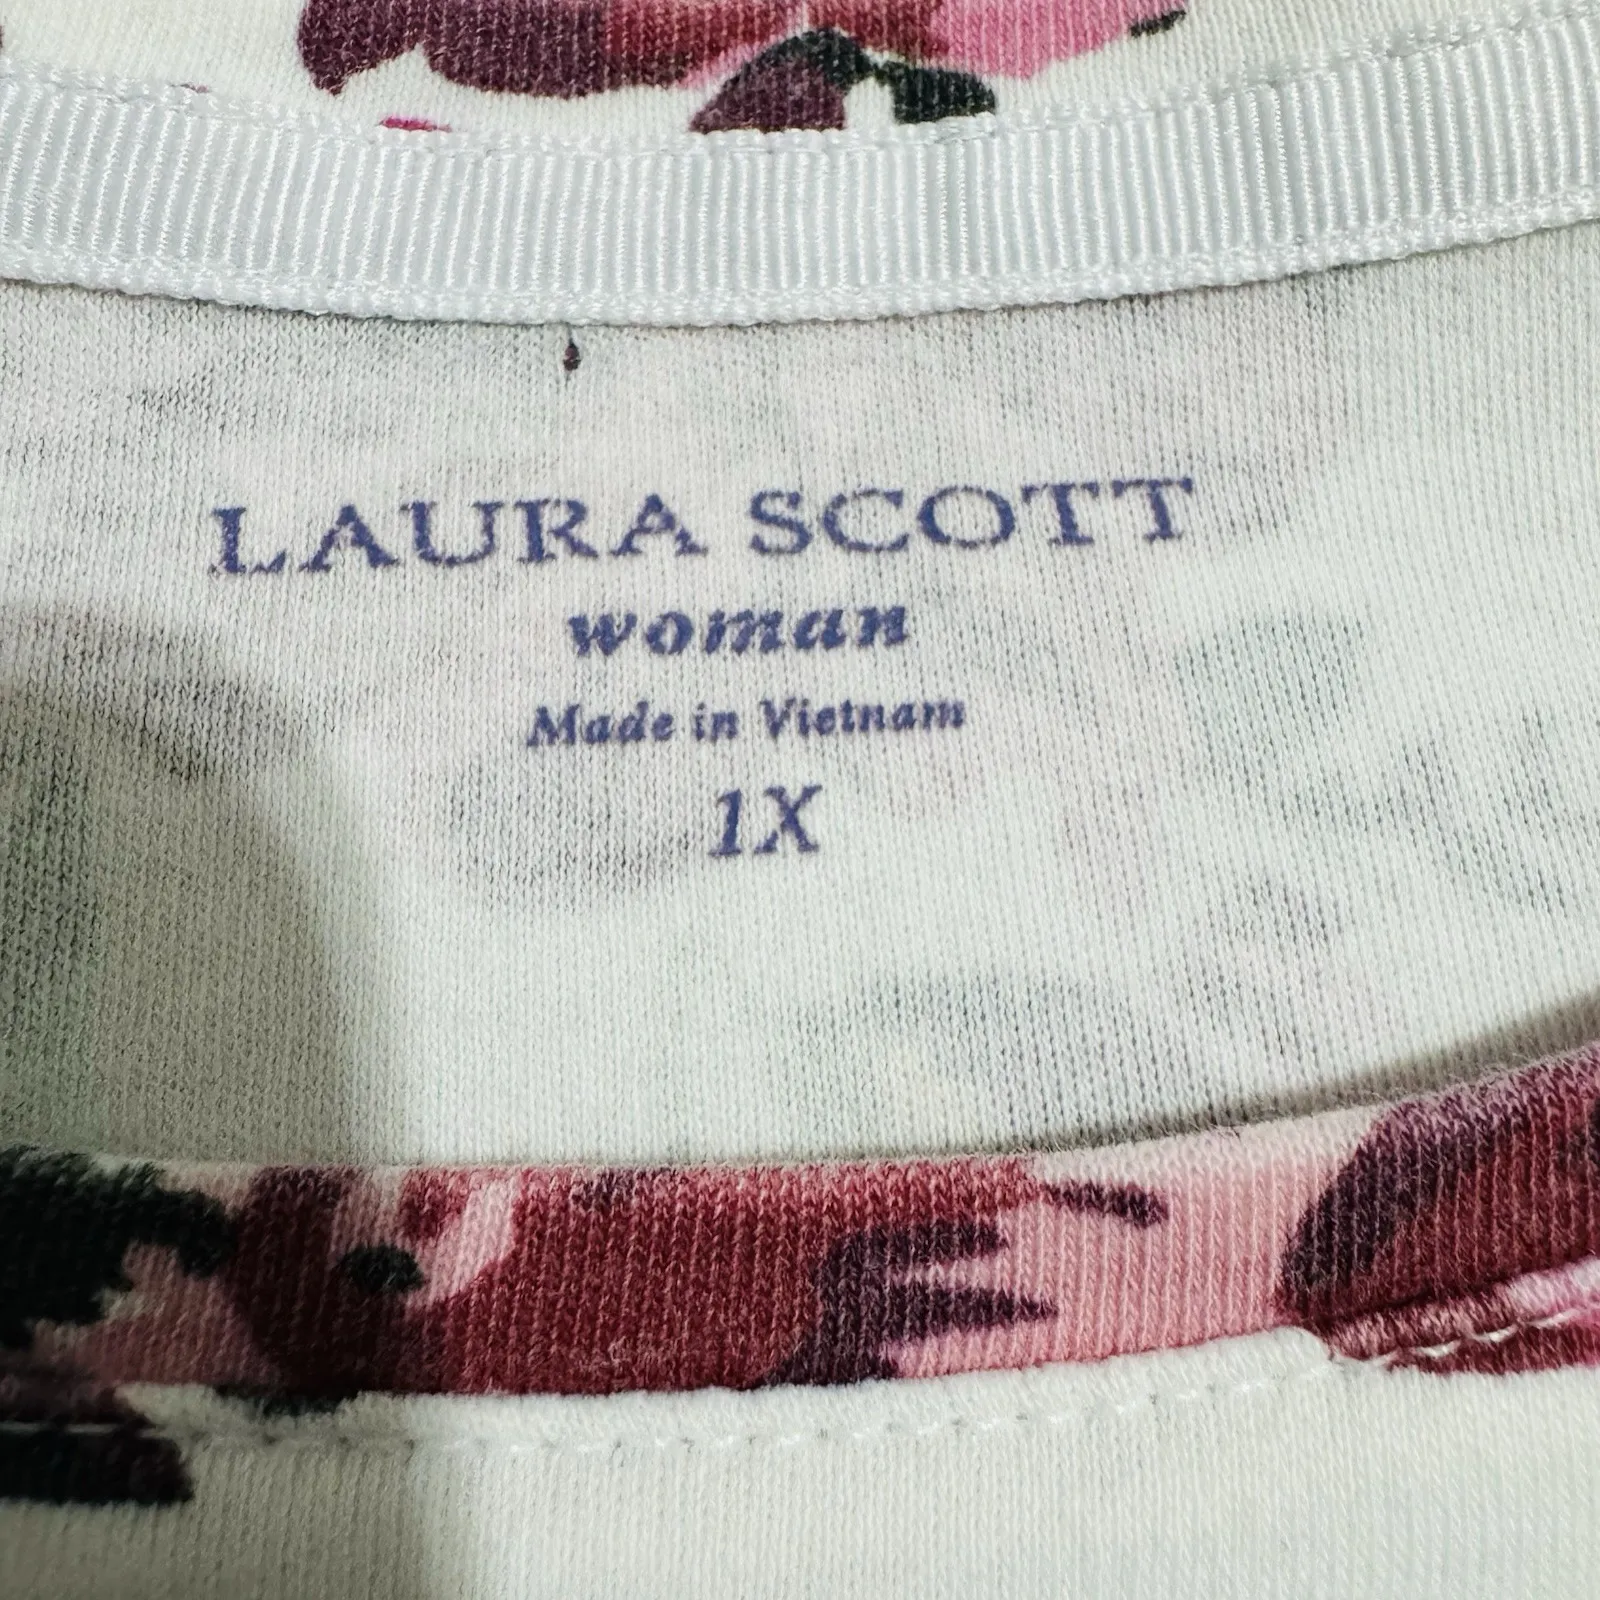 LAURA SCOTT
woman
Made in Vietnam
1X